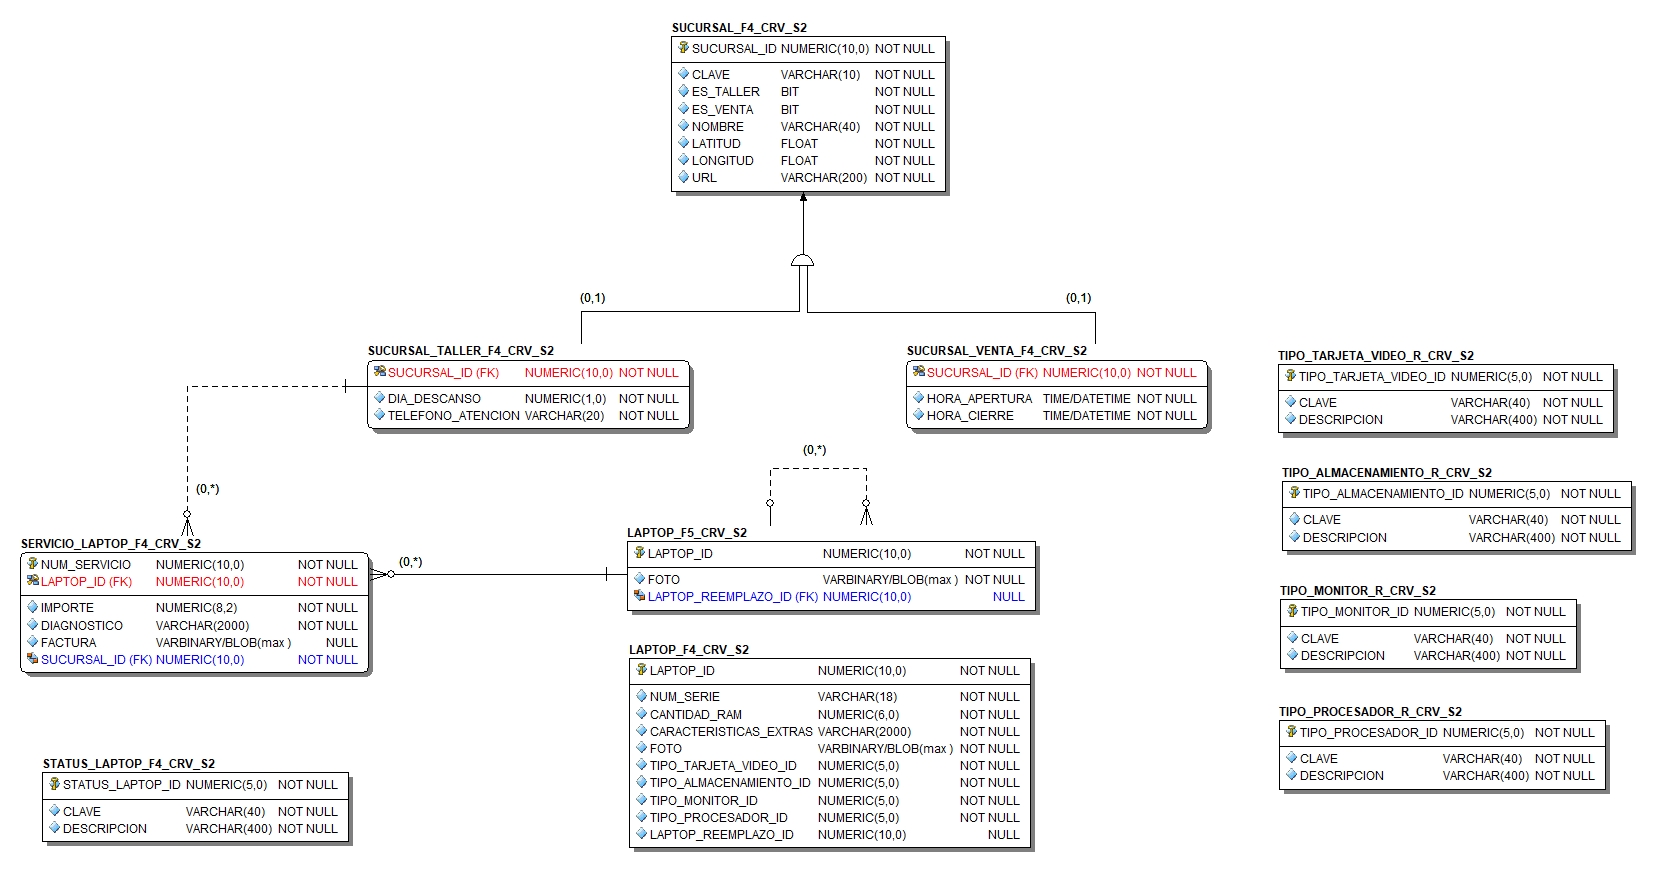 SUCURSAL_F4_CRV_S2
SUCURSAL_ID NUMERIC(10,0) NOT NULL
CLAVE VARCHAR(10) NOT NULL
ES_TALLER BIT NOT NULL
ES_VENTA BIT NOT NULL
NOMBRE VARCHAR(40) NOT NULL
LATITUD FLOAT NOT NULL
LONGITUD FLOAT NOT NULL
URL VARCHAR(200) NOT NULL
(0,1)
(0,1)
SUCURSAL_TALLER_F4_CRV_S2
SUCURSAL_ID (FK) NUMERIC(10,0) NOT NULL
DIA_DESCANSO NUMERIC(1,0) NOT NULL
TELEFONO_ATENCION VARCHAR(20) NOT NULL
SUCURSAL_VENTA_F4_CRV_S2
SUCURSAL_ID (FK) NUMERIC(10,0) NOT NULL
HORA_APERTURA TIME/DATETIME NOT NULL
HORA_CIERRE TIME/DATETIME NOT NULL
TIPO_TARJETA_VIDEO_R_CRV_S2
TIPO_TARJETA_VIDEO_ID NUMERIC(5,0) NOT NULL
CLAVE VARCHAR(40) NOT NULL
DESCRIPCION VARCHAR(400) NOT NULL
(0,*)
(0,*)
TIPO_ALMACENAMIENTO_R_CRV_S2
TIPO_ALMACENAMIENTO_ID NUMERIC(5,0) NOT NULL
CLAVE VARCHAR(40) NOT NULL
DESCRIPCION VARCHAR(400) NOT NULL
SERVICIO_LAPTOP_F4_CRV_S2
NUM_SERVICIO NUMERIC(10,0) NOT NULL
LAPTOP_ID (FK) NUMERIC(10,0) NOT NULL
IMPORTE NUMERIC(8,2) NOT NULL
DIAGNOSTICO VARCHAR(2000) NOT NULL
FACTURA VARBINARY/BLOB(max ) NULL
SUCURSAL_ID (FK) NUMERIC(10,0) NOT NULL
(0,*)
LAPTOP_F5_CRV_S2
LAPTOP_ID NUMERIC(10,0) NOT NULL
FOTO VARBINARY/BLOB(max ) NOT NULL
LAPTOP_REEMPLAZO_ID (FK) NUMERIC(10,0) NULL
TIPO_MONITOR_R_CRV_S2
TIPO_MONITOR_ID NUMERIC(5,0) NOT NULL
CLAVE VARCHAR(40) NOT NULL
DESCRIPCION VARCHAR(400) NOT NULL
LAPTOP_F4_CRV_S2
LAPTOP_ID NUMERIC(10,0) NOT NULL
NUM_SERIE VARCHAR(18) NOT NULL
CANTIDAD_RAM NUMERIC(6,0) NOT NULL
CARACTERISTICAS_EXTRAS VARCHAR(2000) NOT NULL
FOTO VARBINARY/BLOB(max ) NOT NULL
TIPO_TARJETA_VIDEO_ID NUMERIC(5,0) NOT NULL
TIPO_ALMACENAMIENTO_ID NUMERIC(5,0) NOT NULL
TIPO_MONITOR_ID NUMERIC(5,0) NOT NULL
TIPO_PROCESADOR_ID NUMERIC(5,0) NOT NULL
LAPTOP_REEMPLAZO_ID NUMERIC(10,0) NULL
TIPO_PROCESADOR_R_CRV_S2
TIPO_PROCESADOR_ID NUMERIC(5,0) NOT NULL
CLAVE VARCHAR(40) NOT NULL
DESCRIPCION VARCHAR(400) NOT NULL
STATUS_LAPTOP_F4_CRV_S2
STATUS_LAPTOP_ID NUMERIC(5,0) NOT NULL
CLAVE VARCHAR(40) NOT NULL
DESCRIPCION VARCHAR(400) NOT NULL